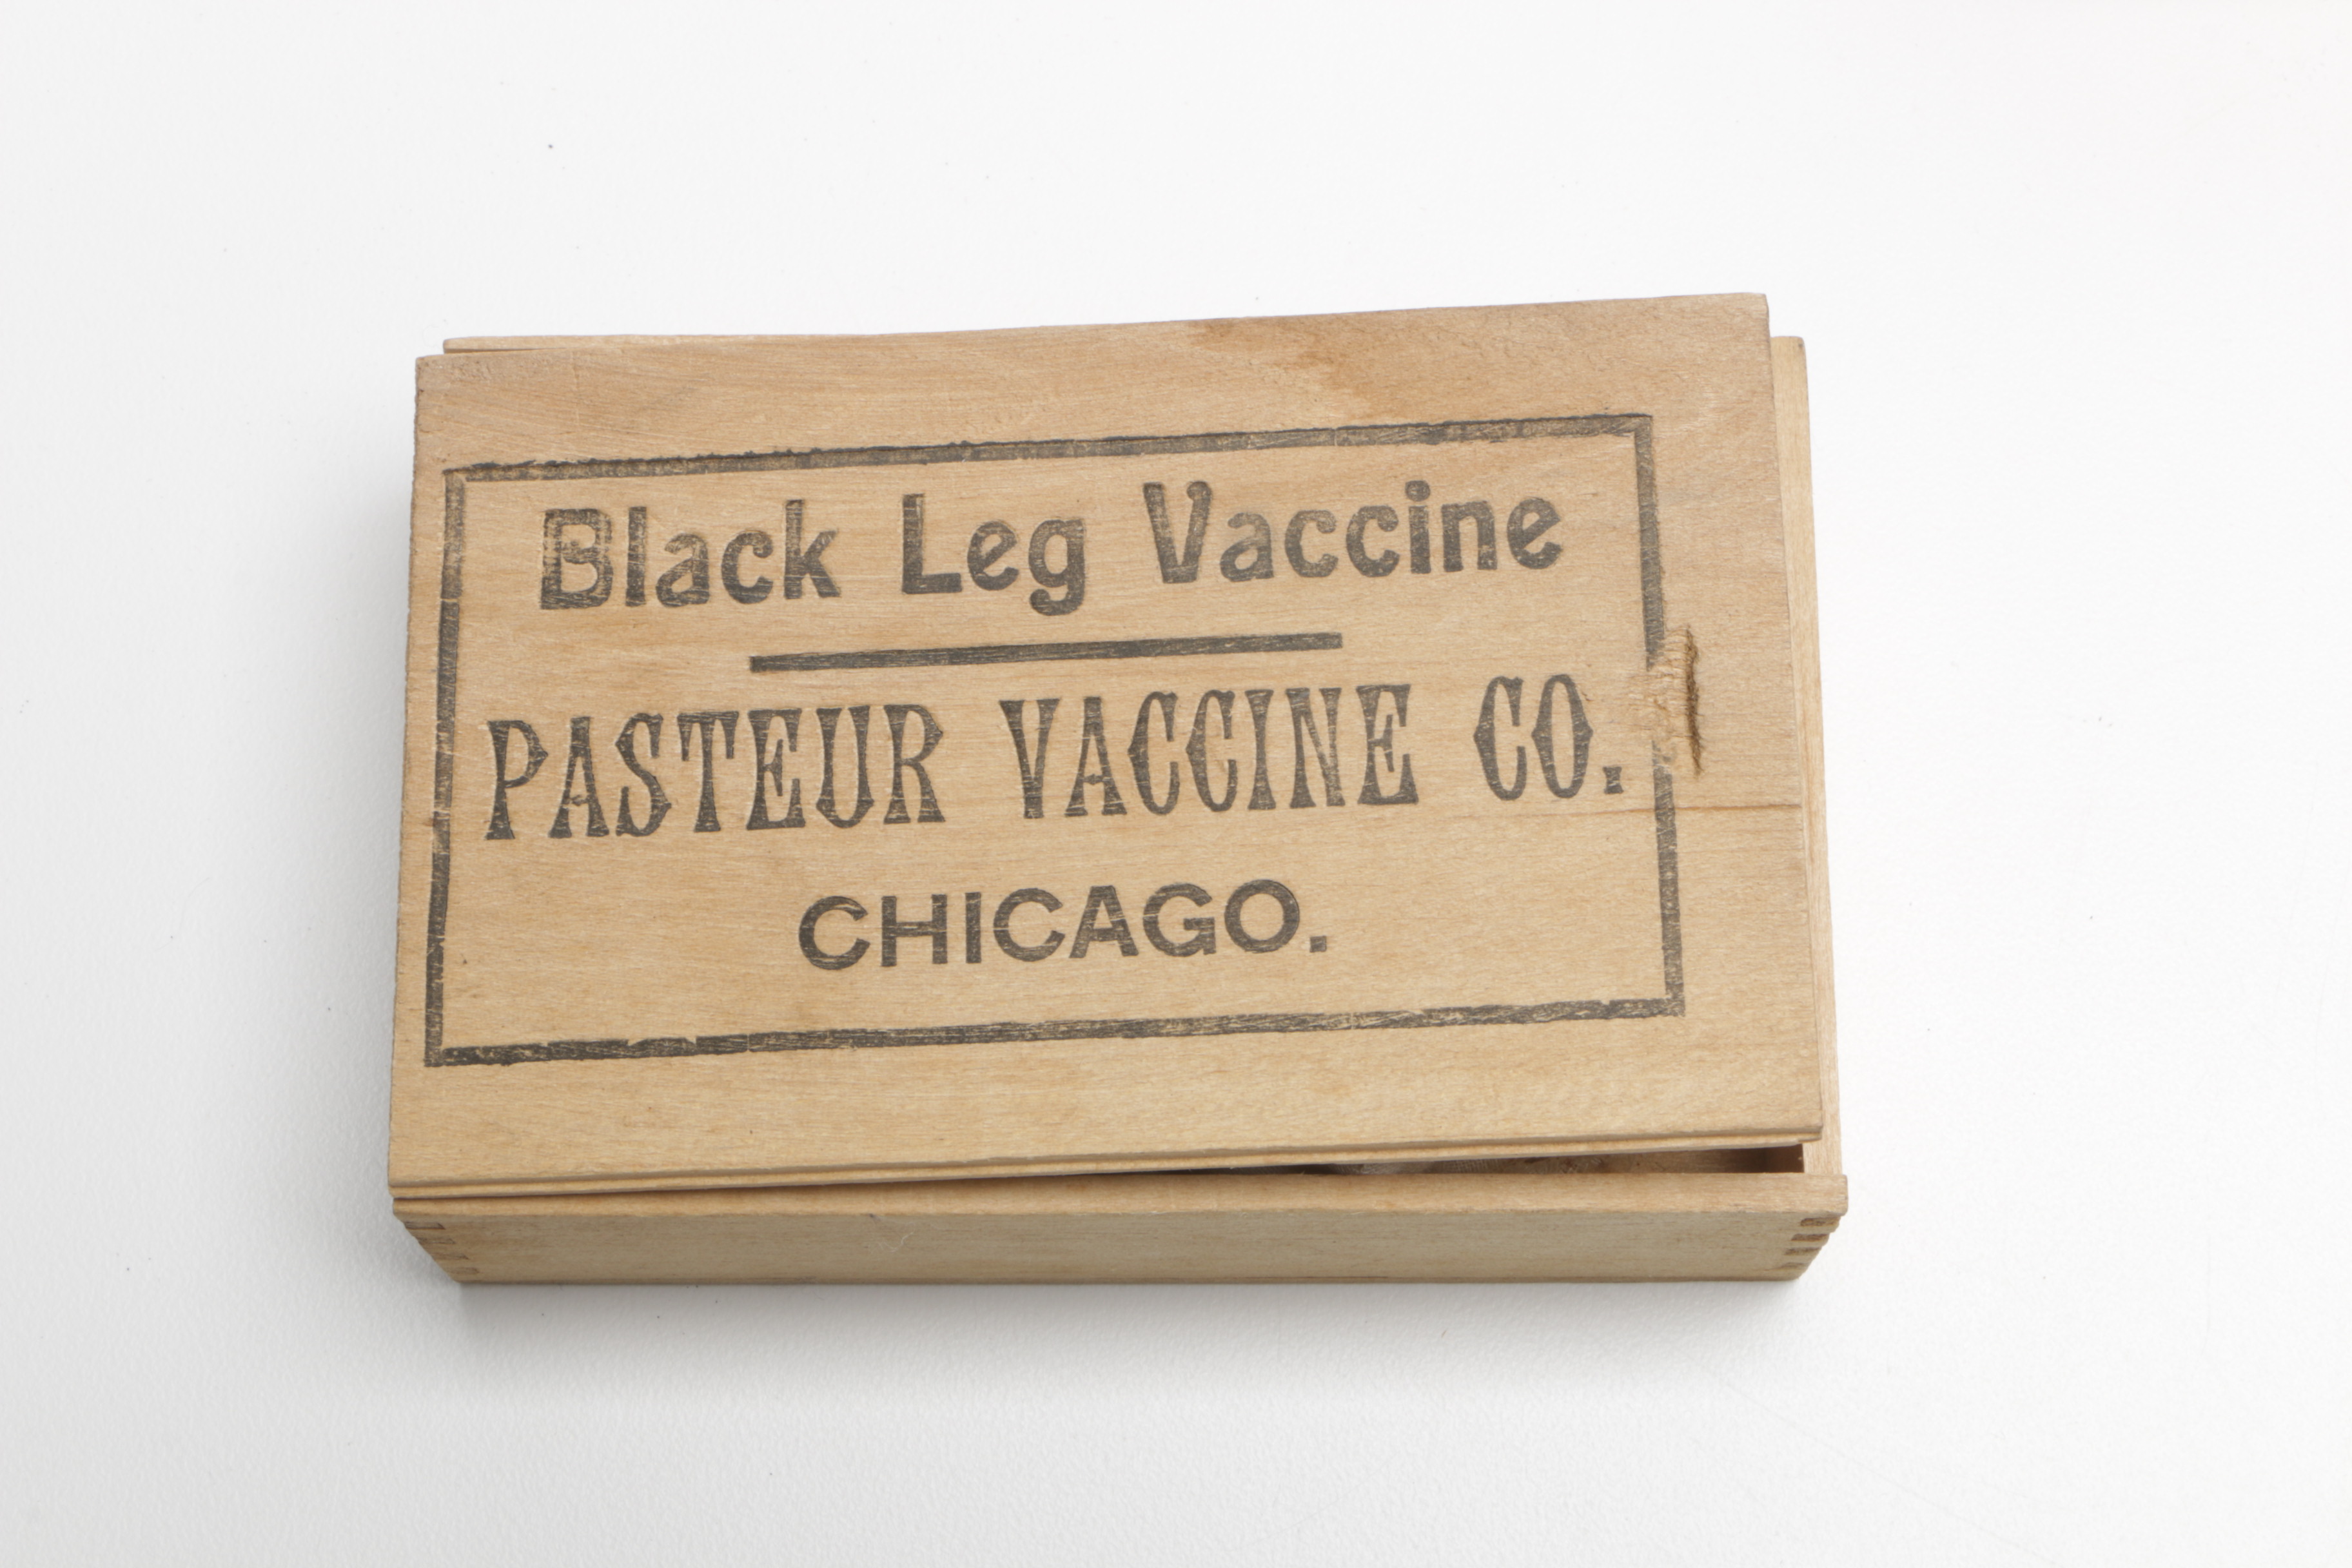 Black Leg Vaccine
PASTEUR VACCINE CO.
CHICAGO.